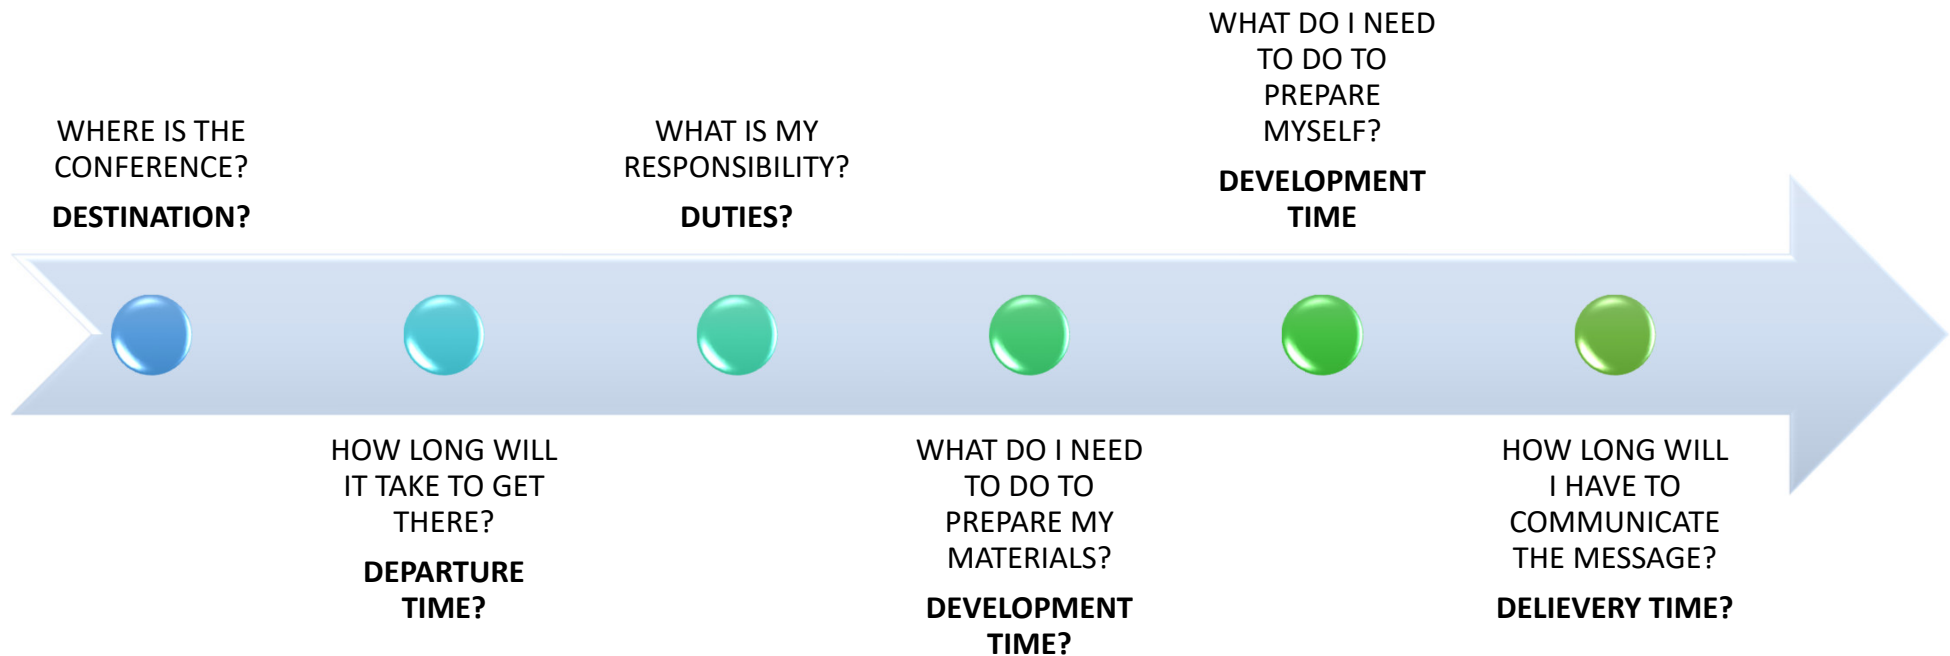 WHERE IS THE
CONFERENCE?
DESTINATION?
HOW LONG WILL
IT TAKE TO GET
THERE?
DEPARTURE
TIME?
WHAT IS MY
RESPONSIBILITY?
DUTIES?
WHAT DO I NEED
TO DO TO
PREPARE MY
MATERIALS?
DEVELOPMENT
TIME?
WHAT DO I NEED
TO DO TO
PREPARE
MYSELF?
DEVELOPMENT
TIME
HOW LONG WILL
I HAVE TO
COMMUNICATE
THE MESSAGE?
DELIEVERY TIME?